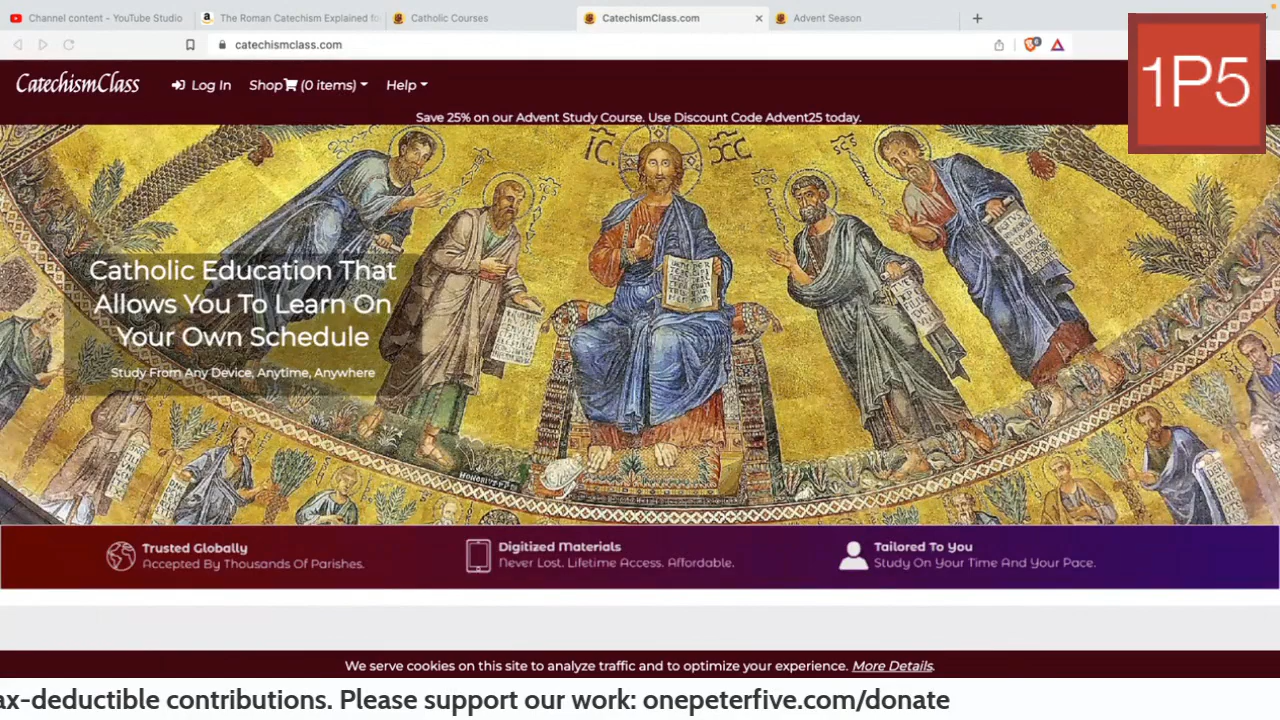 Channel content - YouTube Studio
The Roman Catechism Explained fo
Catholic Courses
CatechismClass.com
Advent Season
catechismclass.com
1P5
CatechismClass
Log In
Shop (0 items)
Help
Save 25% on our Advent Study Course. Use Discount Code Advent25 today.
IC.
Catholic Education That
Allows You To Learn On
Your Own Schedule
Study From Any Device, Anytime, Anywhere
Trusted Globally
Accepted By Thousands Of Parishes.
Digitized Materials
Never Lost. Lifetime Access. Affordable.
Tailored To You
Study On Your Time And Your Pace.
We serve cookies on this site to analyze traffic and to optimize your experience. More Details.
ax-deductible contributions. Please support our work: onepeterfive.com/donate